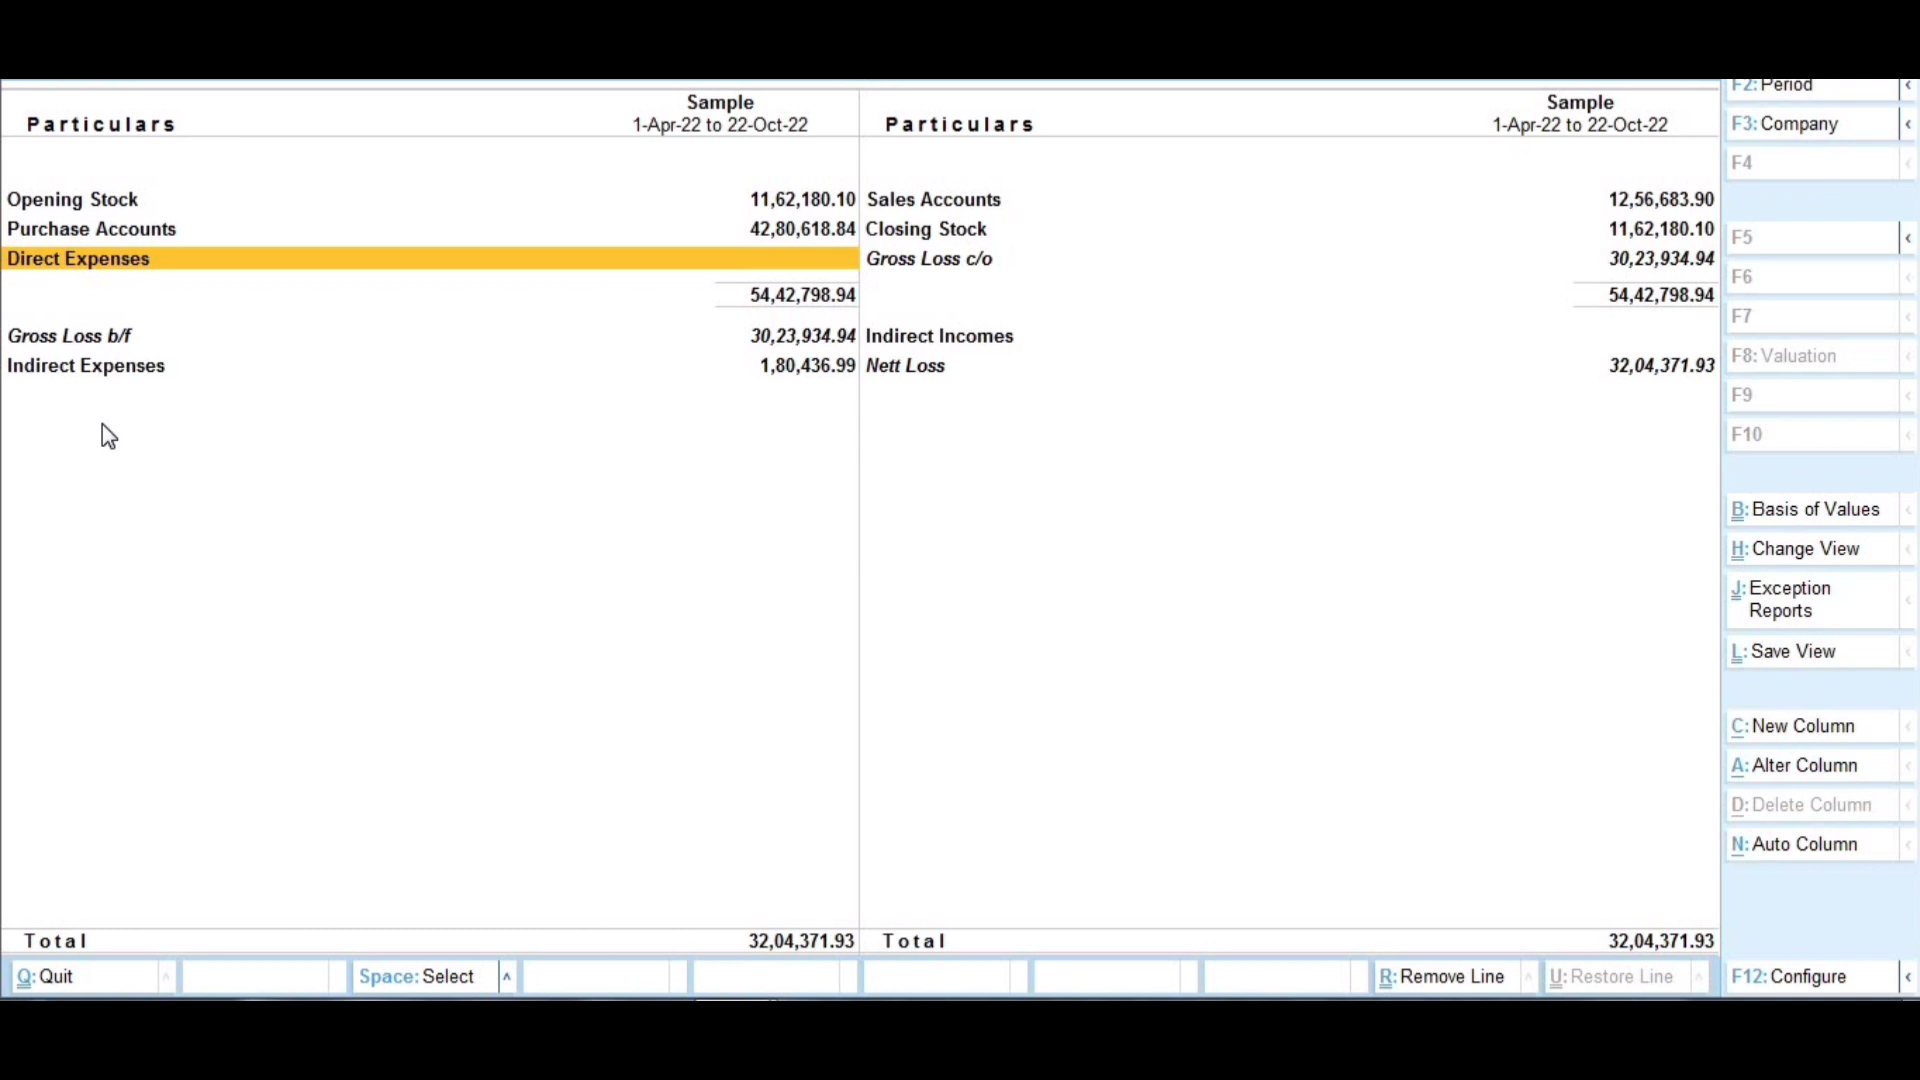 Particulars
Sample
1-Apr-22 to 22-Oct-22
Opening Stock 11,62,180.10
Purchase Accounts 42,80,618.84
Direct Expenses
54,42,798.94
Gross Loss b/f 30,23,934.94
Indirect Expenses 1,80,436.99
Total 32,04,371.93
Particulars
Sample
1-Apr-22 to 22-Oct-22
Sales Accounts 12,56,683.90
Closing Stock 11,62,180.10
Gross Loss c/o 30,23,934.94
54,42,798.94
Indirect Incomes
Nett Loss 32,04,371.93
Total 32,04,371.93
F2: Period
F3: Company
F4
F5
F6
F7
F8: Valuation
F9
F10
B: Basis of Values
H: Change View
J: Exception
Reports
L: Save View
C: New Column
A: Alter Column
D: Delete Column
N: Auto Column
Q: Quit
Space: Select
R: Remove Line
U: Restore Line
F12: Configure